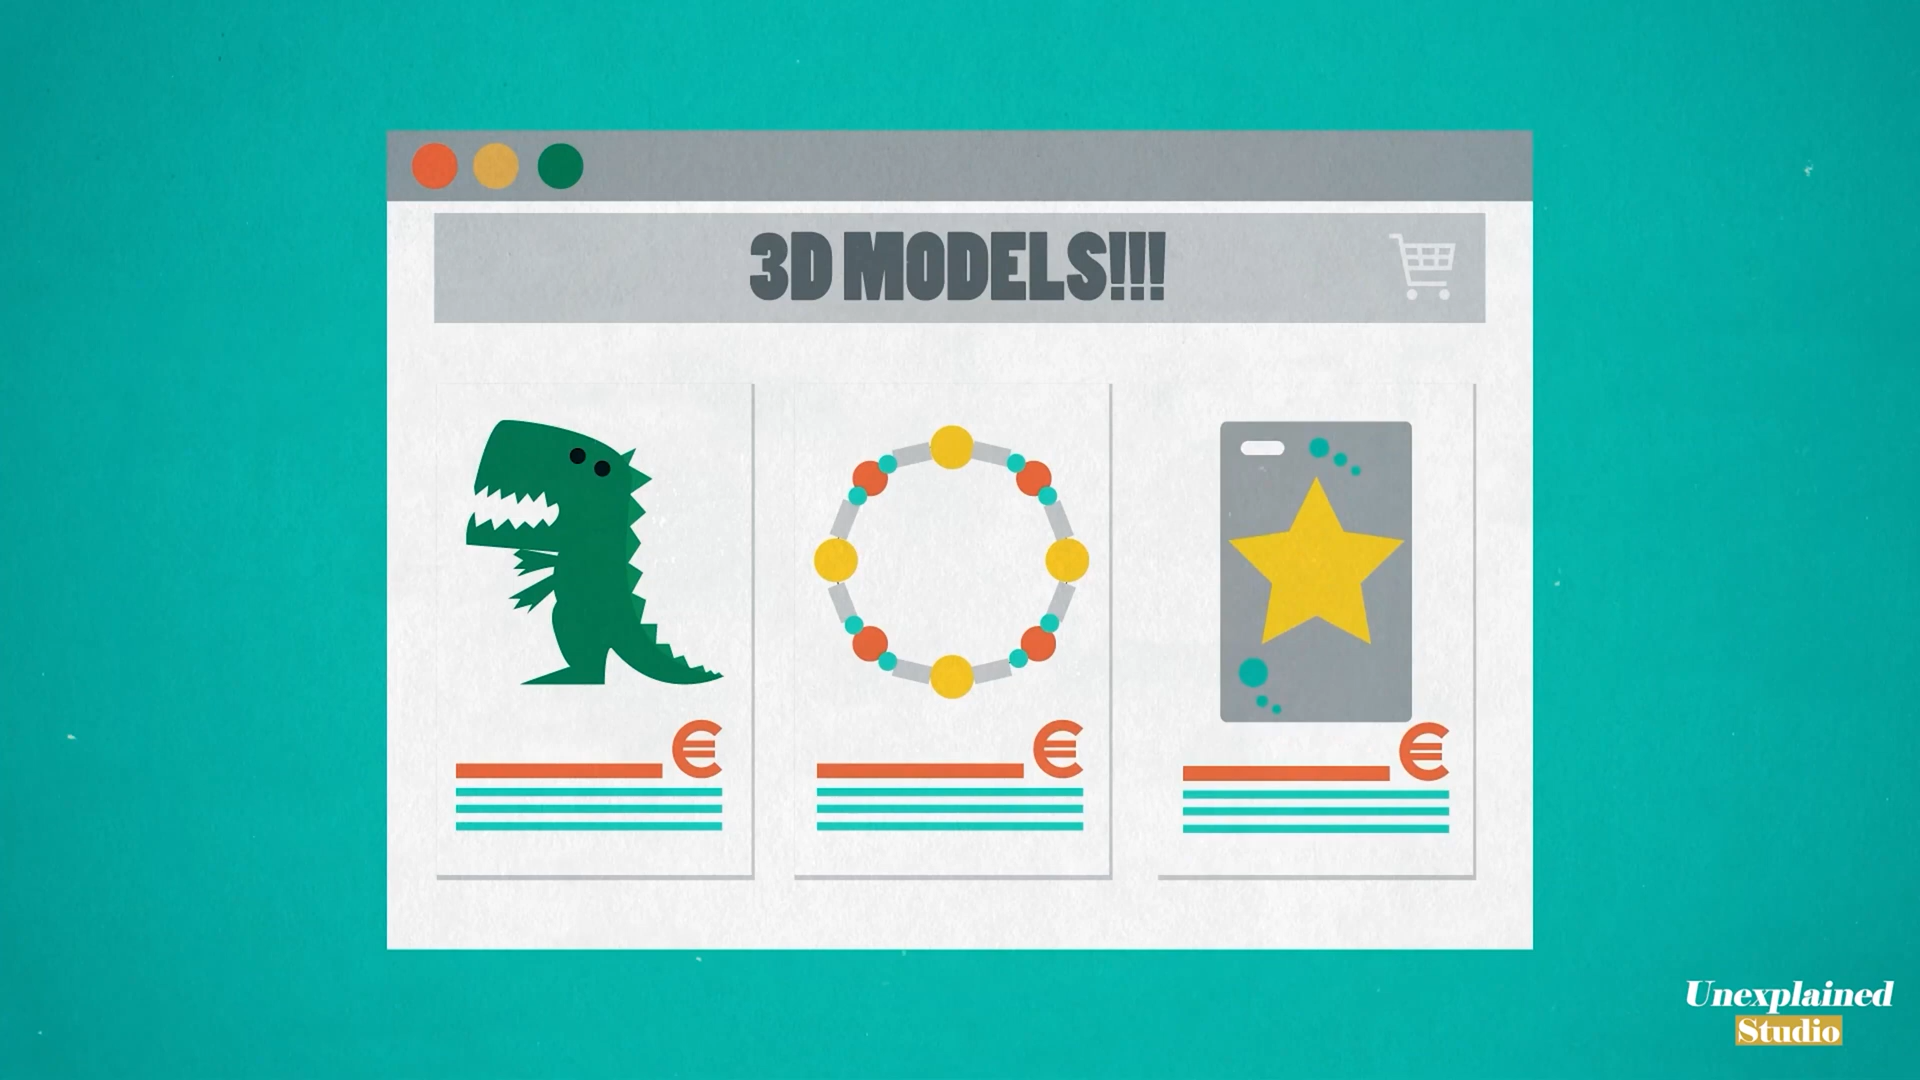 3D MODELS!!!
€
€
€
Unexplained
Studio